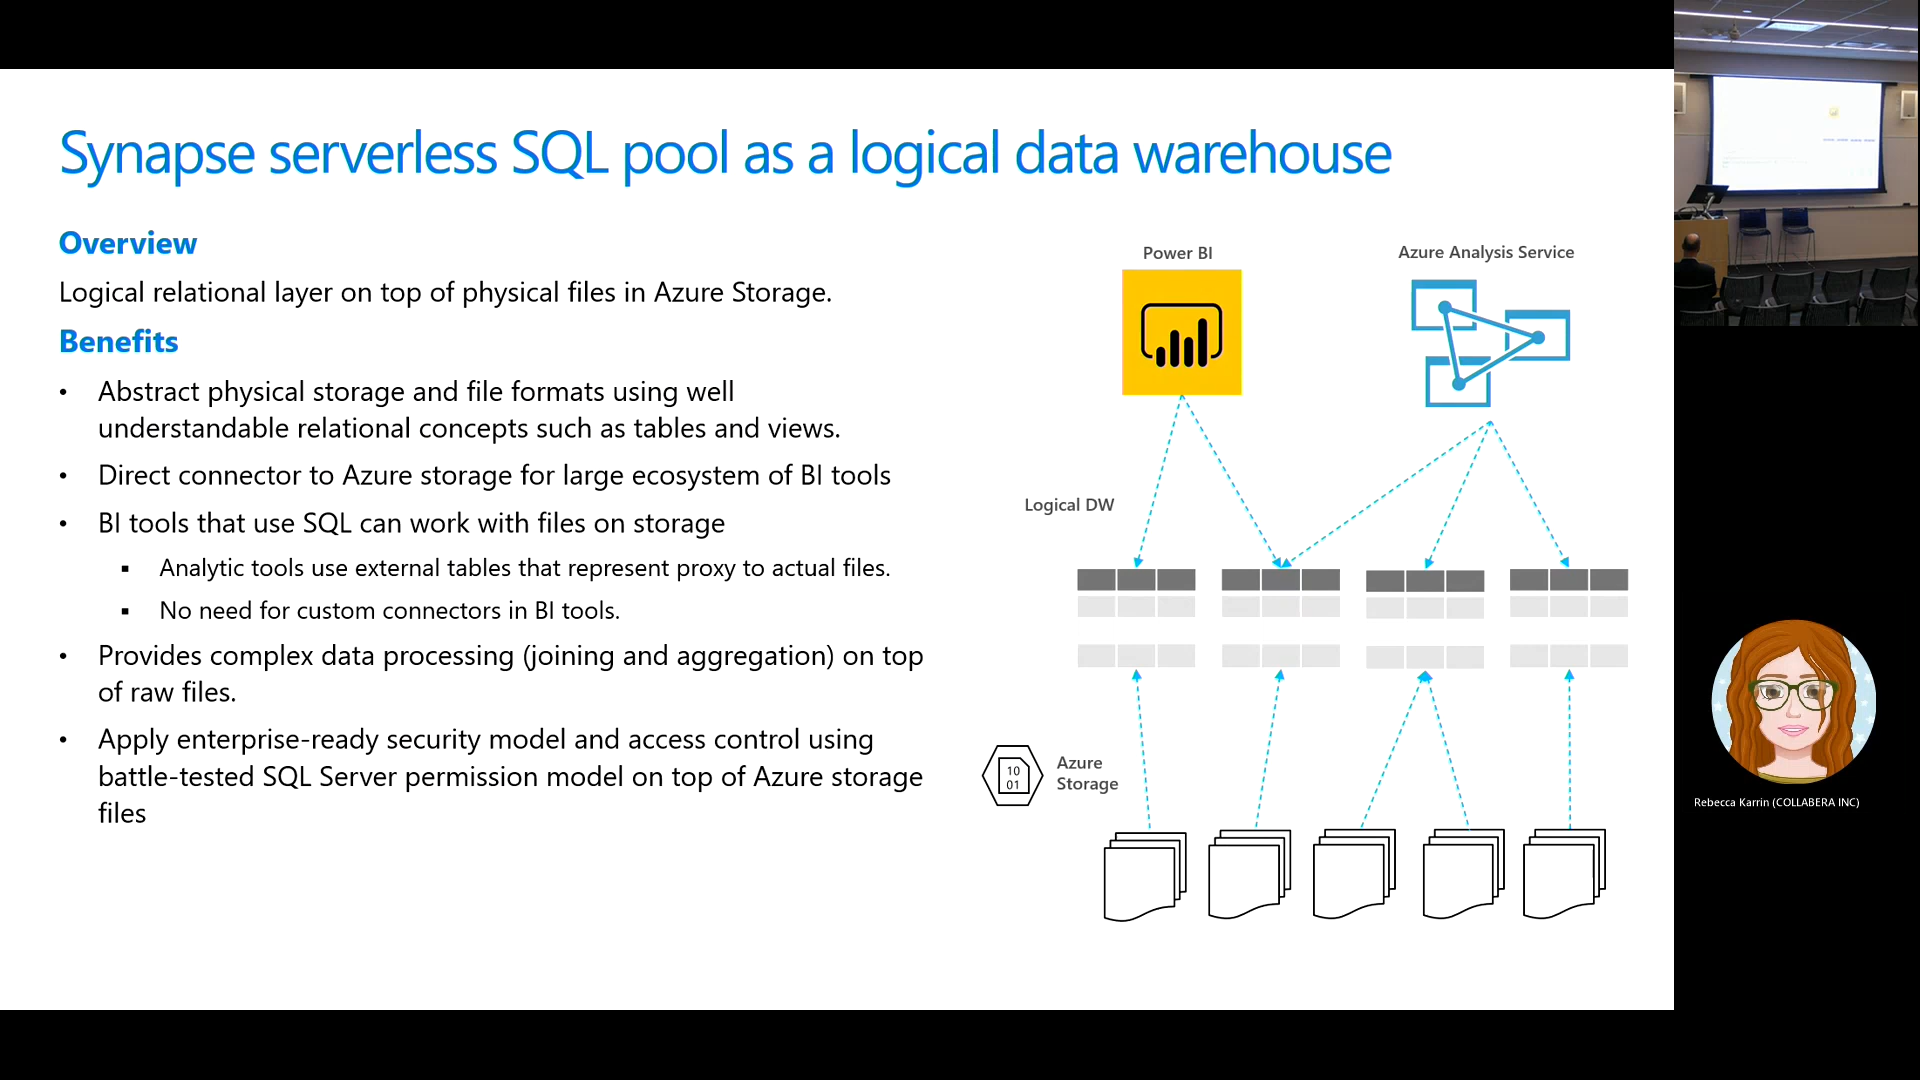 Synapse serverless SQL pool as a logical data warehouse
Overview
Logical relational layer on top of physical files in Azure Storage.
Benefits
• Abstract physical storage and file formats using well
understandable relational concepts such as tables and views.
• Direct connector to Azure storage for large ecosystem of BI tools
• BI tools that use SQL can work with files on storage
▪ Analytic tools use external tables that represent proxy to actual files.
▪ No need for custom connectors in BI tools.
• Provides complex data processing (joining and aggregation) on top
of raw files.
• Apply enterprise-ready security model and access control using
battle-tested SQL Server permission model on top of Azure storage
files
Power BI
Azure Analysis Service
Logical DW
10
01
Azure
Storage
Rebecca Karrin (COLLABERA INC)